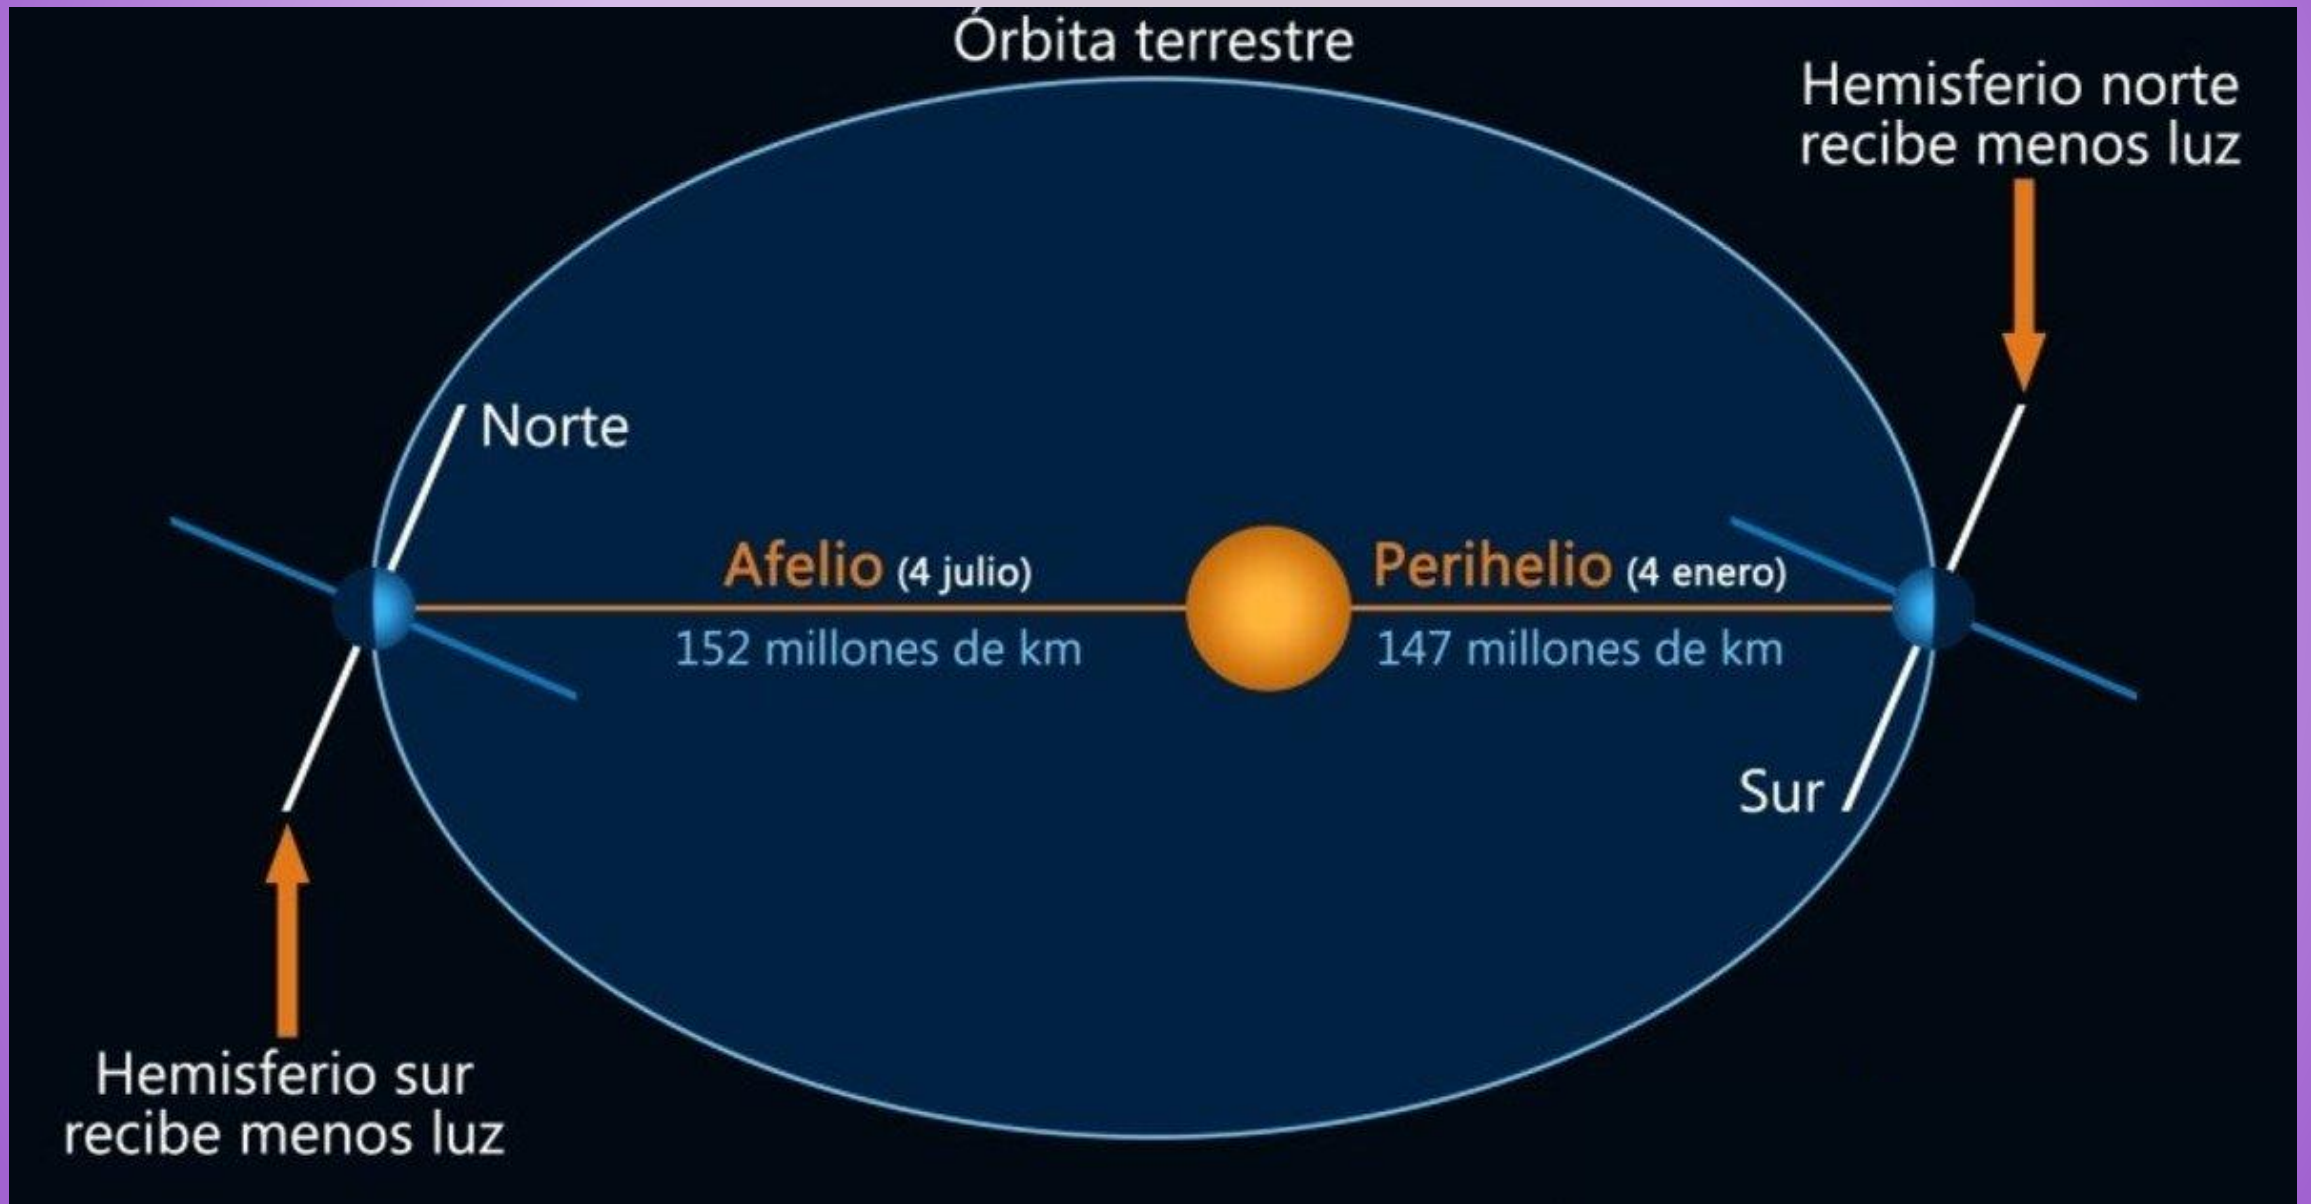 Órbita terrestre
Hemisferio norte
recibe menos luz
Norte
Afelio (4 julio)
152 millones de km
Perihelio (4 enero)
147 millones de km
Sur
Hemisferio sur
recibe menos luz